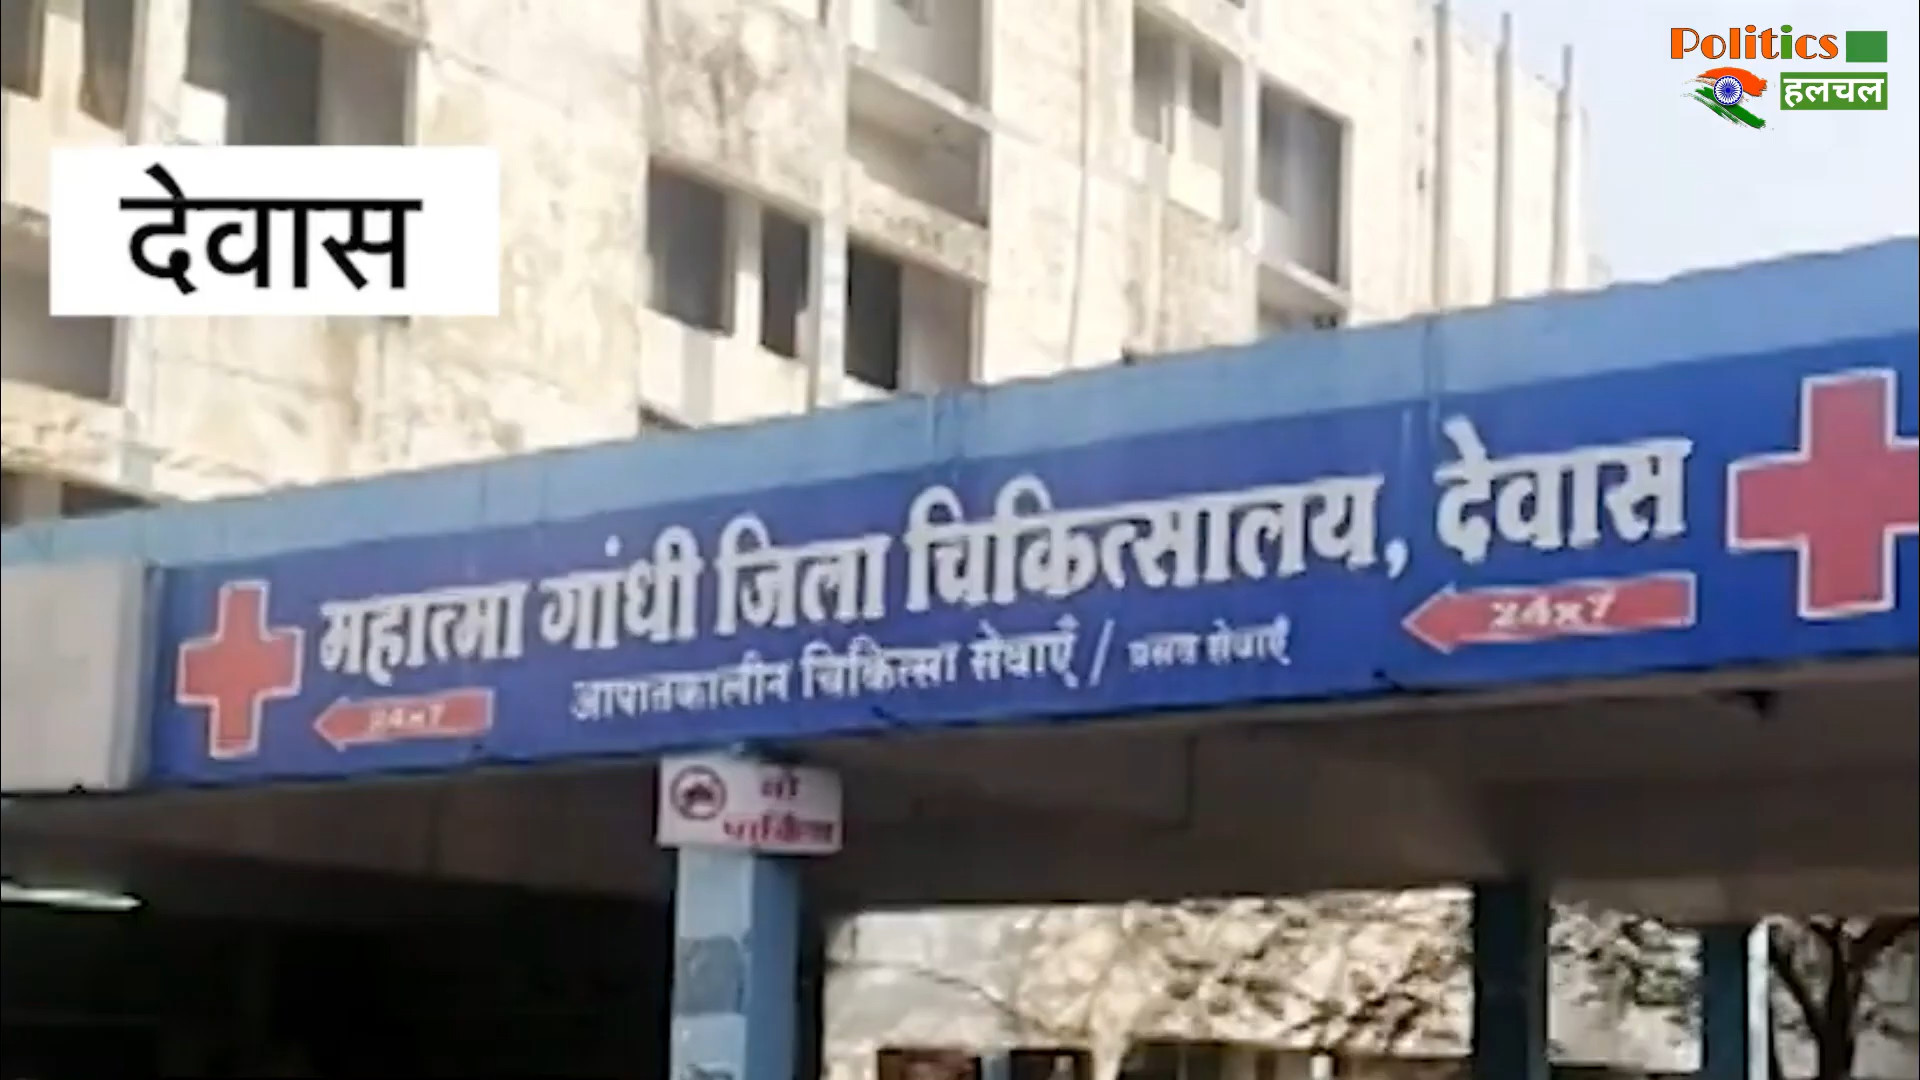 Politics
हलचल
देवास
महात्मा गांधी जिला चिकित्सालय, देवास
24x7
आपातकालीन चिकित्सा सेवाएँ / प्रसव सेवाएँ
24x7
नो
पार्किंग